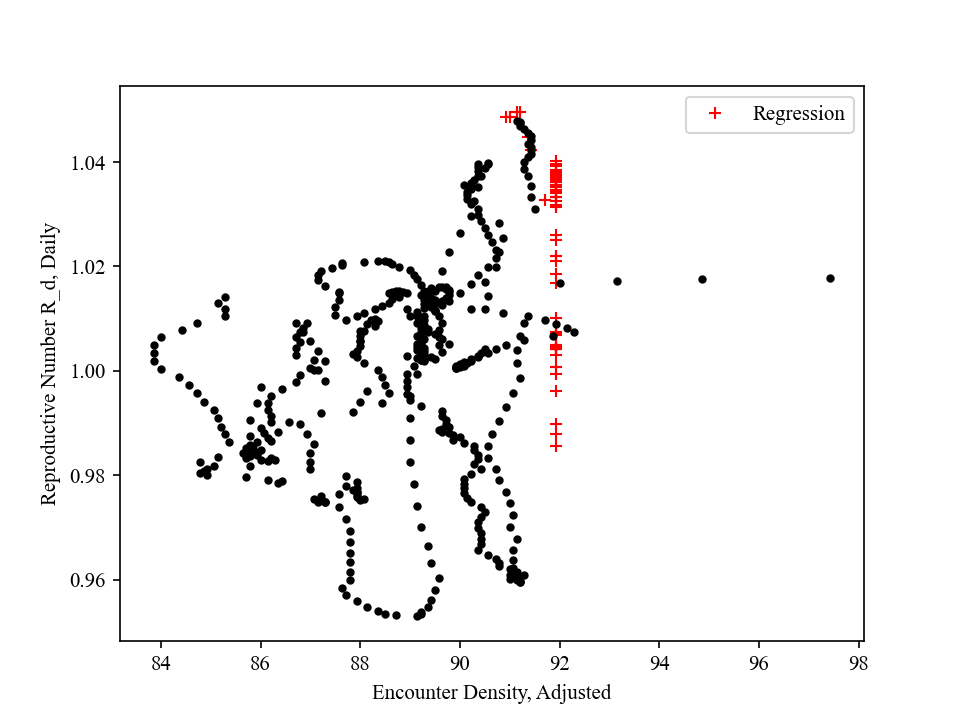 Regression
1.04
1.02
1.00
0.98
0.96
Reproductive Number R_d, Daily
84 86 88 90 92 94 96 98
Encounter Density, Adjusted